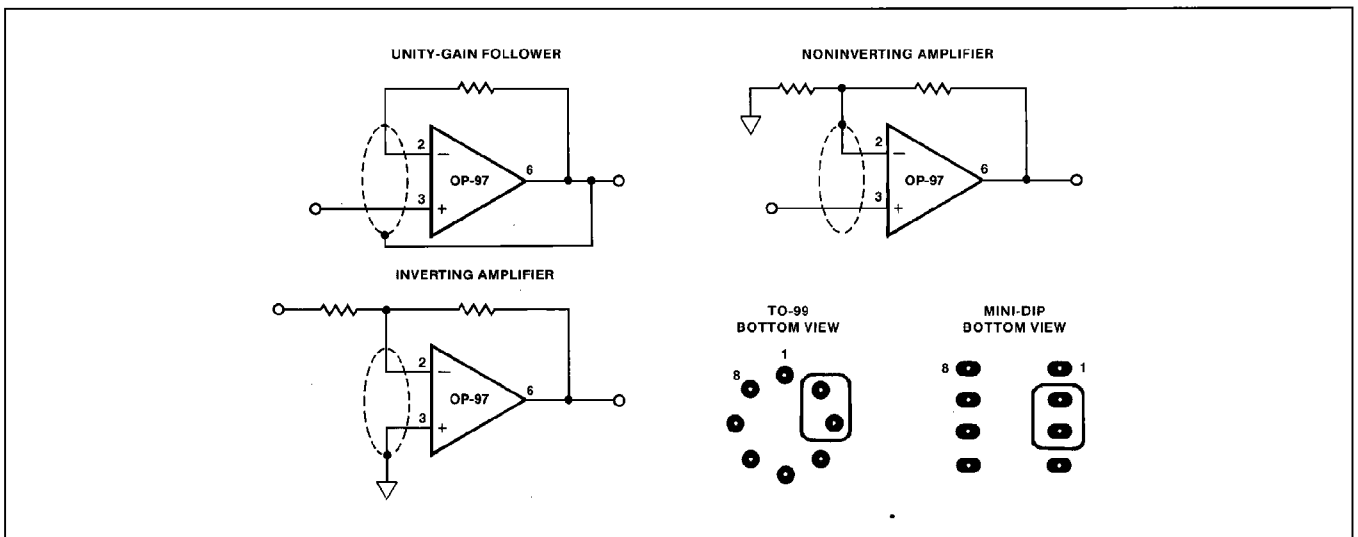 UNITY-GAIN FOLLOWER
2
−
OP-97
6
3
+
NONINVERTING AMPLIFIER
2
−
OP-97
6
3
+
INVERTING AMPLIFIER
2
−
OP-97
6
3
+
TO-99
BOTTOM VIEW
1
8
MINI-DIP
BOTTOM VIEW
8
1